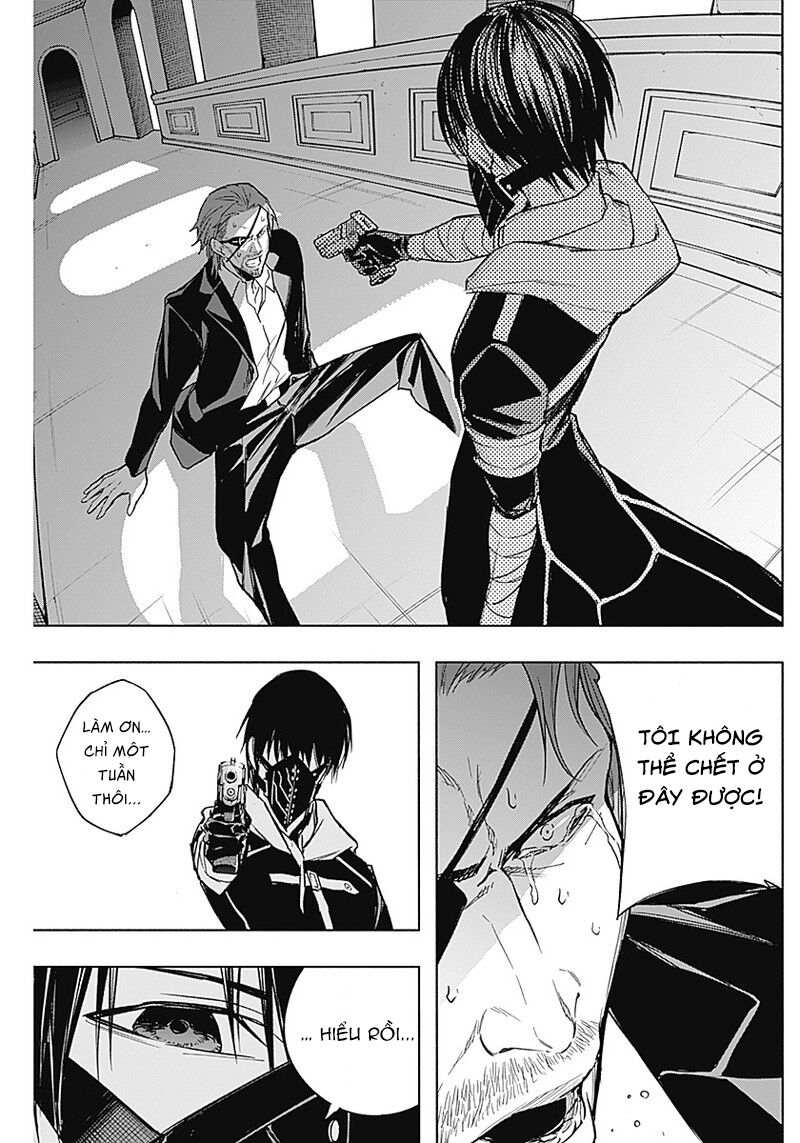 TÔI KHÔNG
THỂ CHẾT Ở
ĐÂY ĐƯỢC!
LÀM ƠN...
CHỈ MỘT
TUẦN
THÔI...
... HIỂU RỒI...